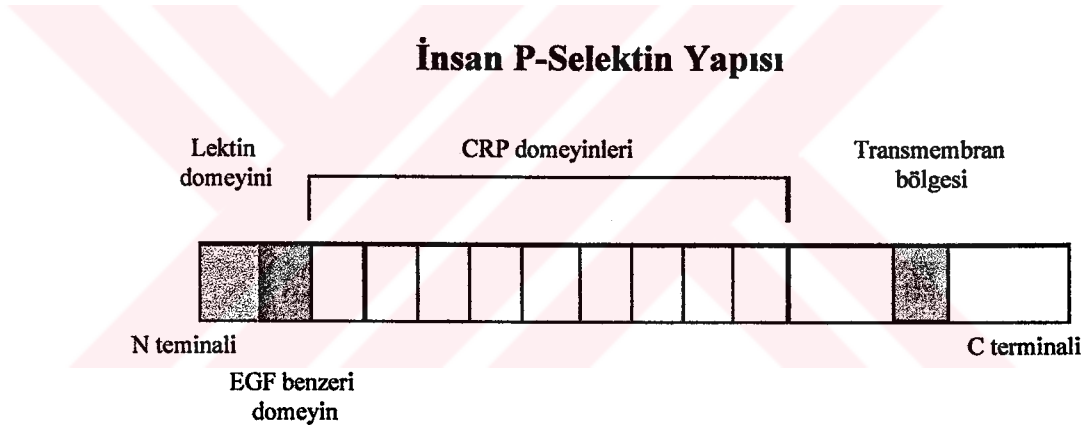 İnsan P-Selektin Yapısı
Lektin
domeyini
CRP domeyinleri
Transmembran
bölgesi
N teminali
C terminali
EGF benzeri
domeyin